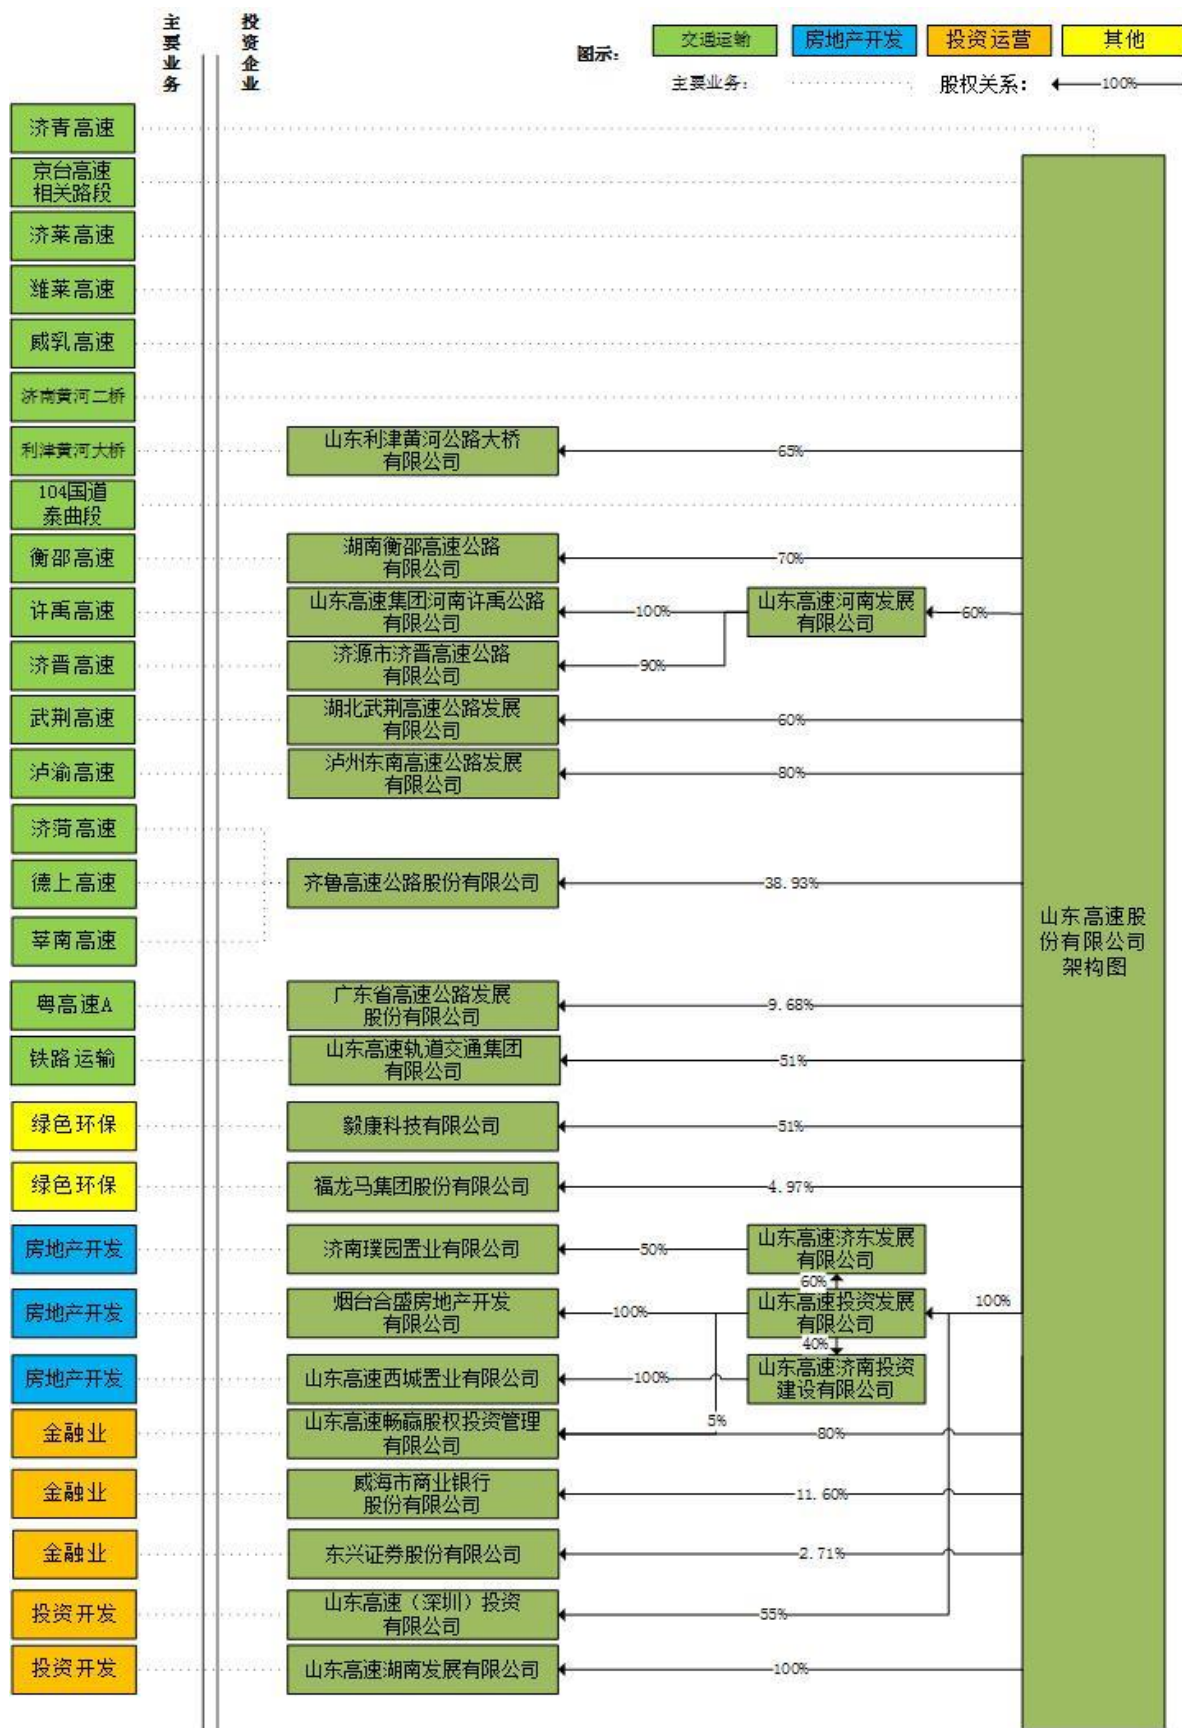 主要业务
投资企业
图示:
交通运输
房地产开发
投资运营
其他
主要业务:
股权关系:
100%
济青高速
京台高速
相关路段
济莱高速
潍莱高速
威乳高速
济南黄河二桥
利津黄河大桥
山东利津黄河公路大桥
有限公司
65%
104国道
泰曲段
衡邵高速
湖南衡邵高速公路
有限公司
70%
许禹高速
山东高速集团河南许禹公路
有限公司
100%
山东高速河南发展
有限公司
60%
济晋高速
济源市济晋高速公路
有限公司
90%
武荆高速
湖北武荆高速公路发展
有限公司
60%
泸渝高速
泸州东南高速公路发展
有限公司
80%
济菏高速
德上高速
齐鲁高速公路股份有限公司
38.93%
莘南高速
山东高速股
份有限公司
架构图
粤高速A
广东省高速公路发展
股份有限公司
9.68%
铁路运输
山东高速轨道交通集团
有限公司
51%
绿色环保
毅康科技有限公司
51%
绿色环保
福龙马集团股份有限公司
4.97%
房地产开发
济南璞园置业有限公司
50%
山东高速济东发展
有限公司
60%
房地产开发
烟台合盛房地产开发
有限公司
100%
山东高速投资发展
有限公司
100%
40%
房地产开发
山东高速西城置业有限公司
100%
山东高速济南投资
建设有限公司
金融业
山东高速畅赢股权投资管理
有限公司
5%
80%
金融业
威海市商业银行
股份有限公司
11.60%
金融业
东兴证券股份有限公司
2.71%
投资开发
山东高速（深圳）投资
有限公司
55%
投资开发
山东高速湖南发展有限公司
100%